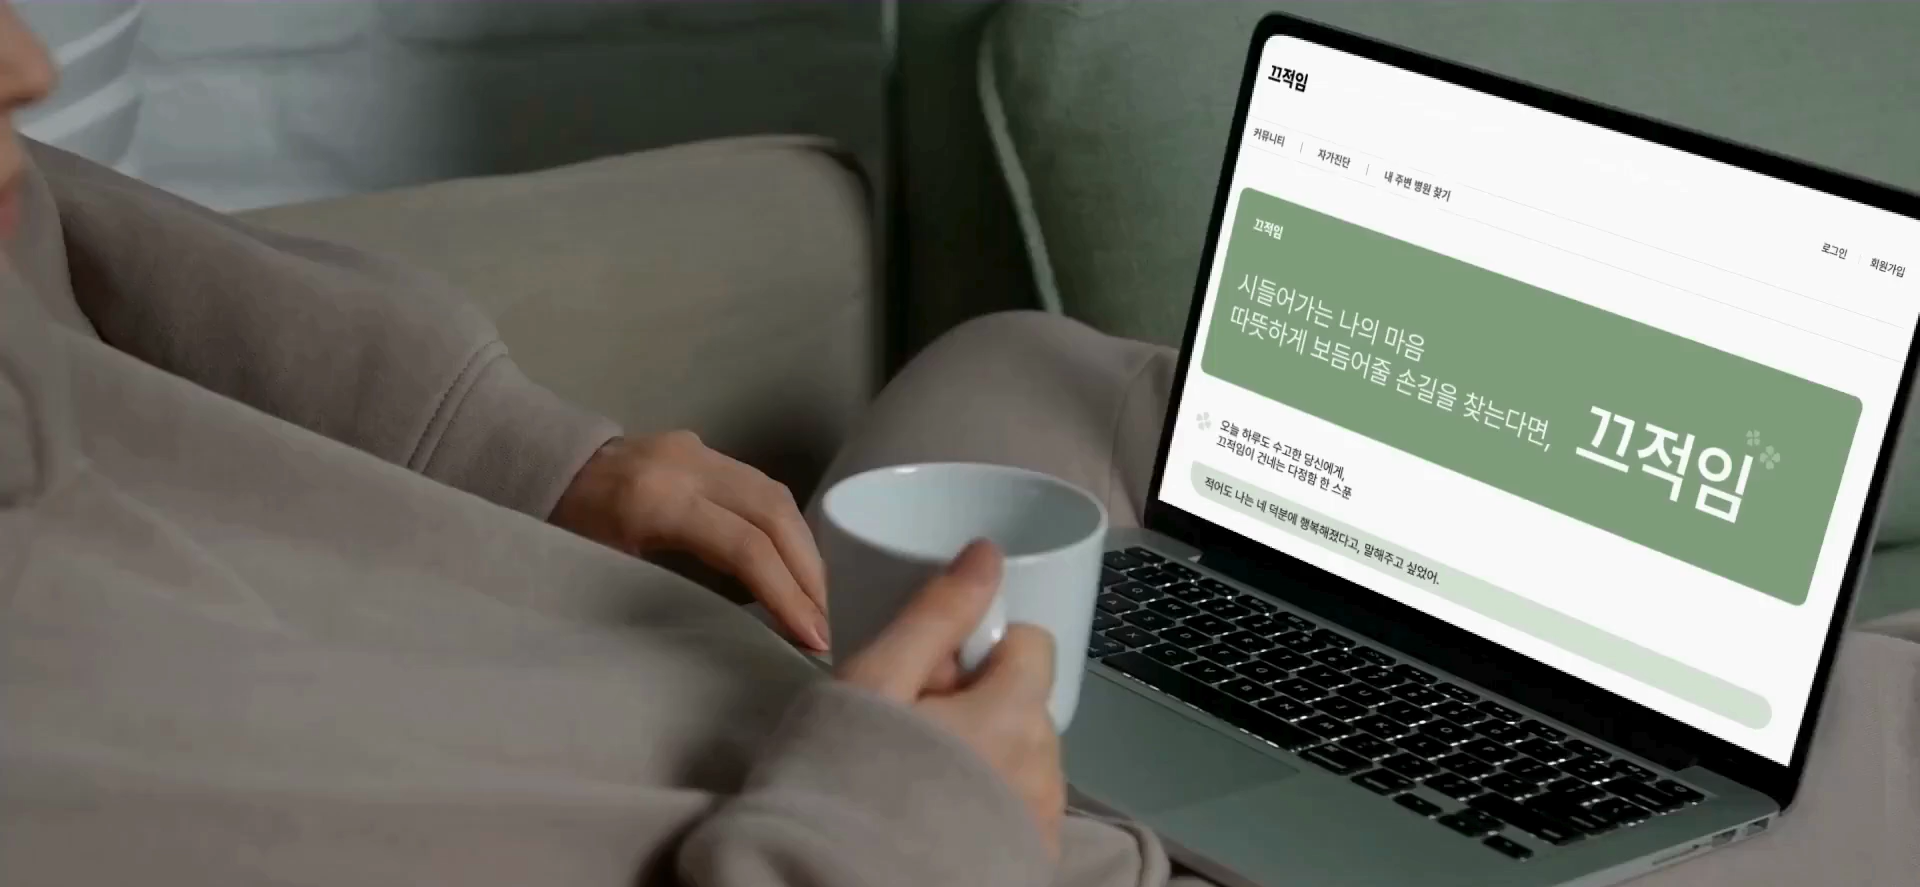 끄적임
커뮤니티 | 자가진단 | 내 주변 병원 찾기
로그인 | 회원가입
끄적임
시들어가는 나의 마음
따뜻하게 보듬어줄 손길을 찾는다면,
끄적임
오늘 하루도 수고한 당신에게,
끄적임이 건네는 다정함 한 스푼
적어도 나는 네 덕분에 행복해졌다고, 말해주고 싶었어.